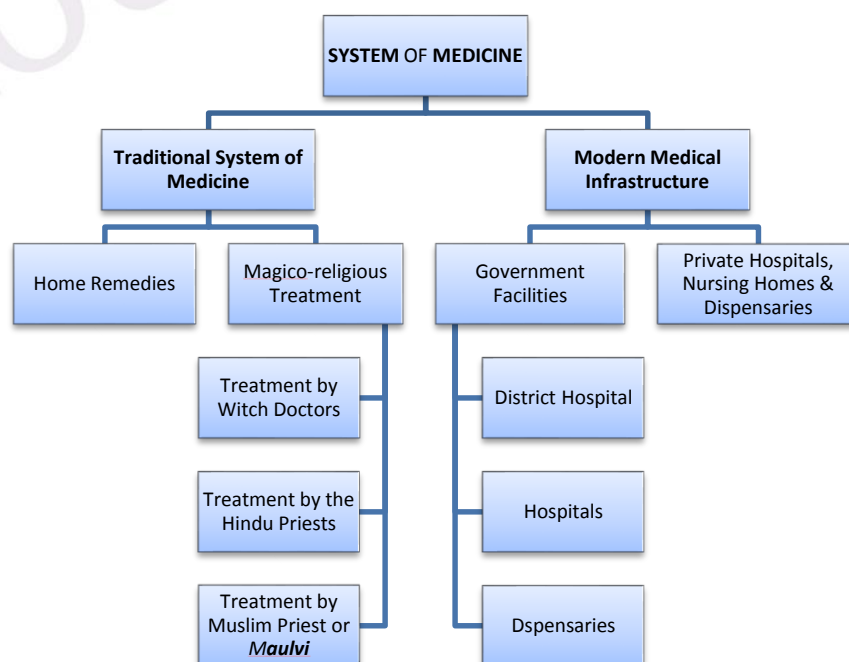 SYSTEM OF MEDICINE
Traditional System of
Medicine
Modern Medical
Infrastructure
Home Remedies
Magico-religious
Treatment
Government
Facilities
Private Hospitals,
Nursing Homes &
Dispensaries
Treatment by
Witch Doctors
District Hospital
Treatment by the
Hindu Priests
Hospitals
Treatment by
Muslim Priest or
Maulvi
Dspensaries